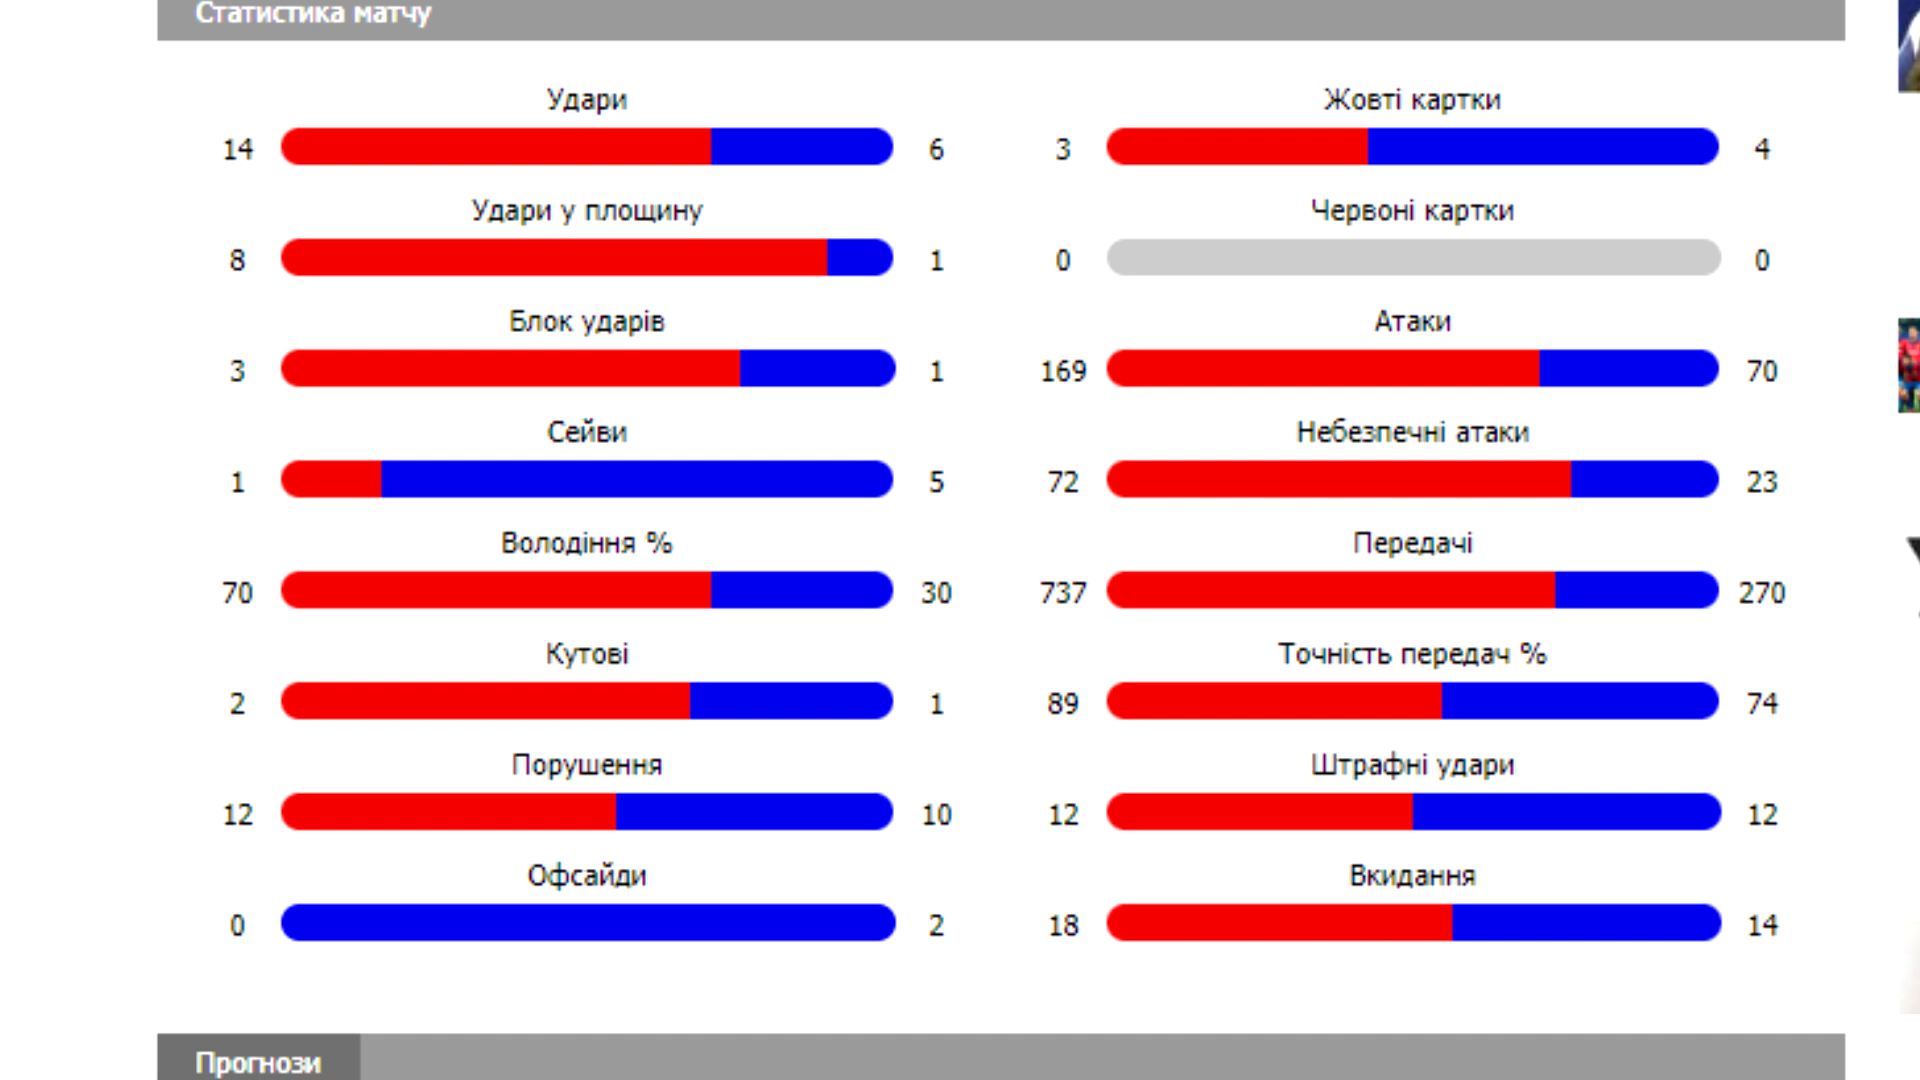 Статистика матчу
Удари
14 6
Удари у площину
8 1
Блок ударів
3 1
Сейви
1 5
Володіння %
70 30
Кутові
2 1
Порушення
12 10
Офсайди
0 2
Жовті картки
3 4
Червоні картки
0 0
Атаки
169 70
Небезпечні атаки
72 23
Передачі
737 270
Точність передач %
89 74
Штрафні удари
12 12
Вкидання
18 14
Прогнози